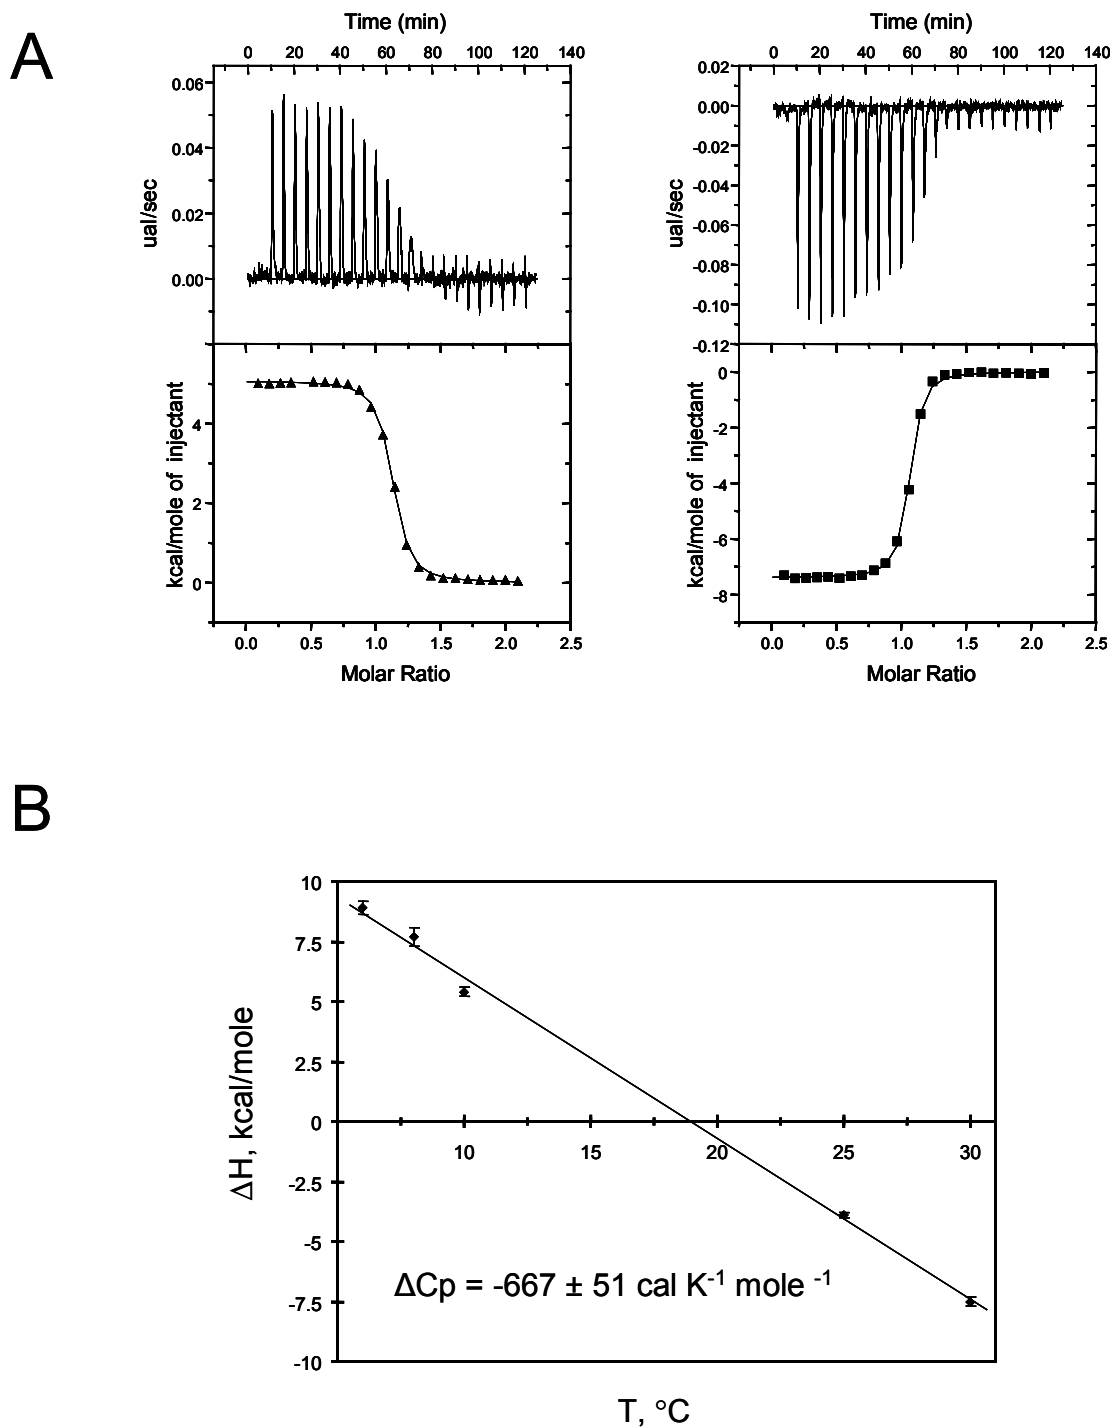 A
Time (min)
0 20 40 60 80 100 120 140
0.06
0.04
0.02
0.00
ual/sec
4
2
0
kcal/mole of injectant
0.0 0.5 1.0 1.5 2.0 2.5
Molar Ratio
Time (min)
0 20 40 60 80 100 120 140
0.02
0.00
-0.02
-0.04
-0.06
-0.08
-0.10
-0.12
ual/sec
0
-2
-4
-6
-8
kcal/mole of injectant
0.0 0.5 1.0 1.5 2.0 2.5
Molar Ratio
B
10
7.5
5
2.5
0
-2.5
-5
-7.5
-10
ΔH, kcal/mole
10 15 20 25 30
ΔCp = -667 ± 51 cal K⁻¹ mole ⁻¹
T, °C